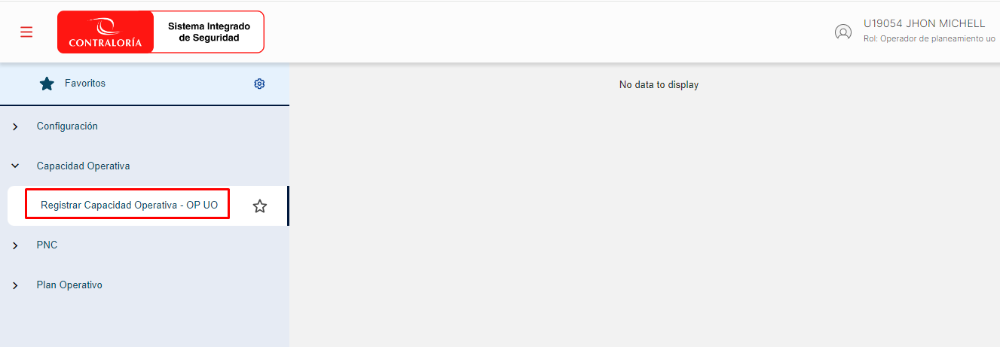 CONTRALORÍA
Sistema Integrado
de Seguridad
U19054 JHON MICHELL
Rol: Operador de planeamiento uo
Favoritos
No data to display
Configuración
Capacidad Operativa
Registrar Capacidad Operativa - OP UO
PNC
Plan Operativo